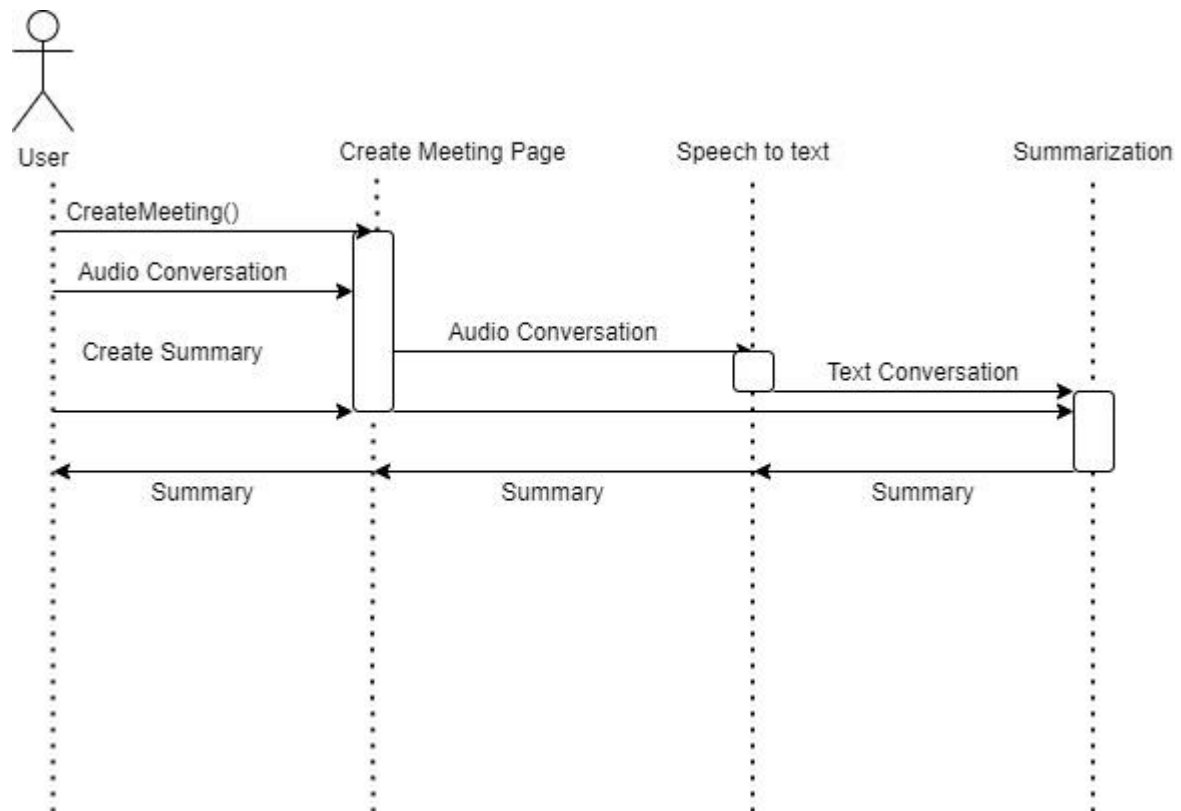 User
Create Meeting Page
Speech to text
Summarization
CreateMeeting()
Audio Conversation
Audio Conversation
Create Summary
Text Conversation
Summary
Summary
Summary